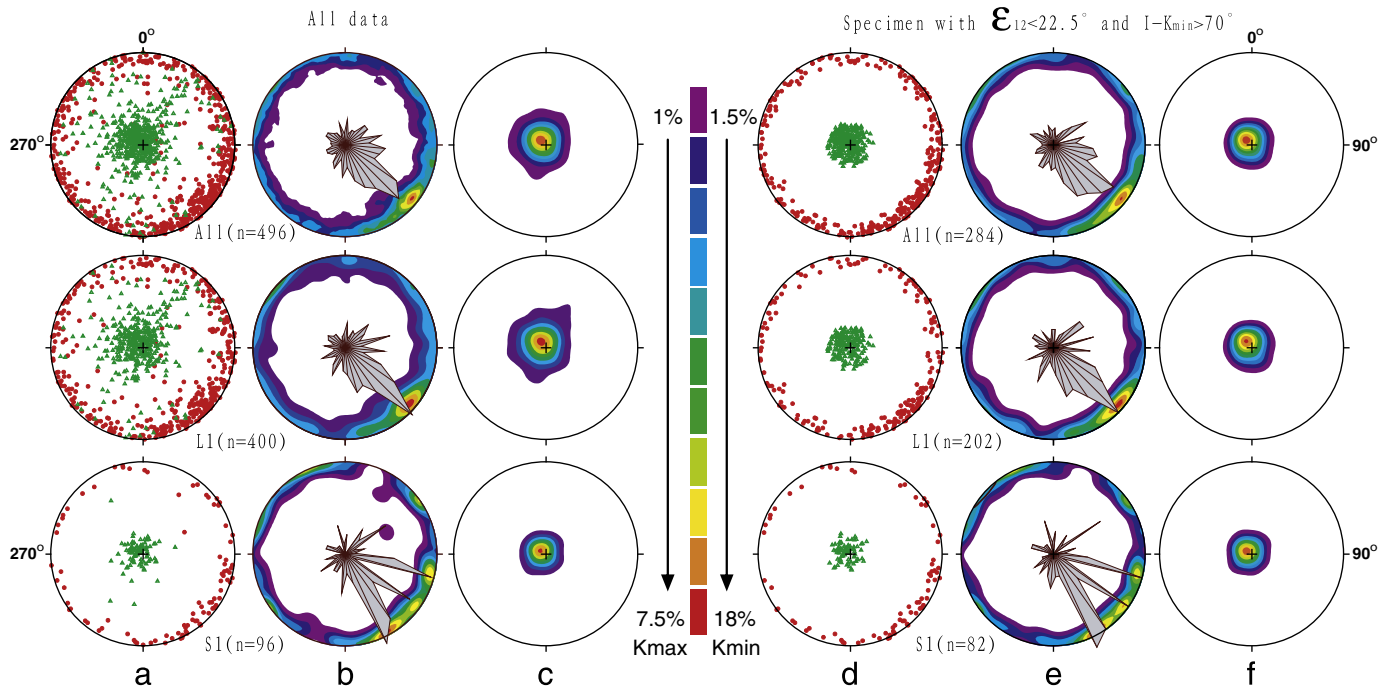 All data
Specimen with ε12<22.5° and I-Kmin>70°
0° 0°
270° 90°
1% 1.5%
All(n=496) All(n=284)
L1(n=400) L1(n=202)
270° 90°
7.5% 18%
S1(n=96) S1(n=82)
Kmax Kmin
a b c d e f